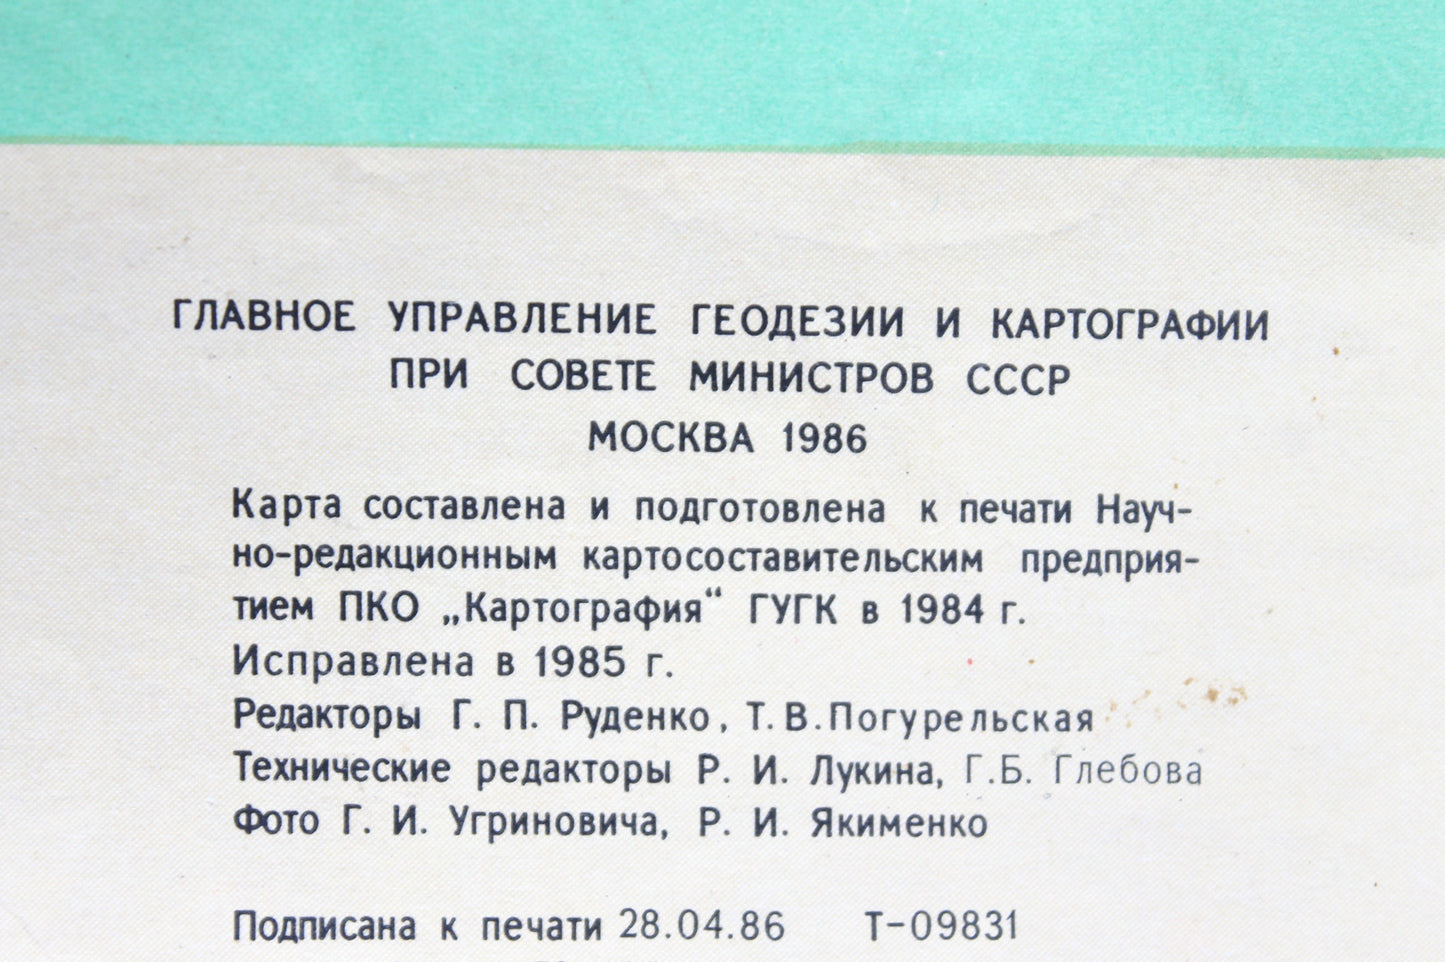 ГЛАВНОЕ УПРАВЛЕНИЕ ГЕОДЕЗИИ И КАРТОГРАФИИ
ПРИ СОВЕТЕ МИНИСТРОВ СССР
МОСКВА 1986
Карта составлена и подготовлена к печати Науч-
но-редакционным картосоставительским предприя-
тием ПКО „Картография“ ГУГК в 1984 г.
Исправлена в 1985 г.
Редакторы Г. П. Руденко, Т. В. Погурельская
Технические редакторы Р. И. Лукина, Г.Б. Глебова
Фото Г. И. Угриновича, Р. И. Якименко
Подписана к печати 28.04.86 Т-09831